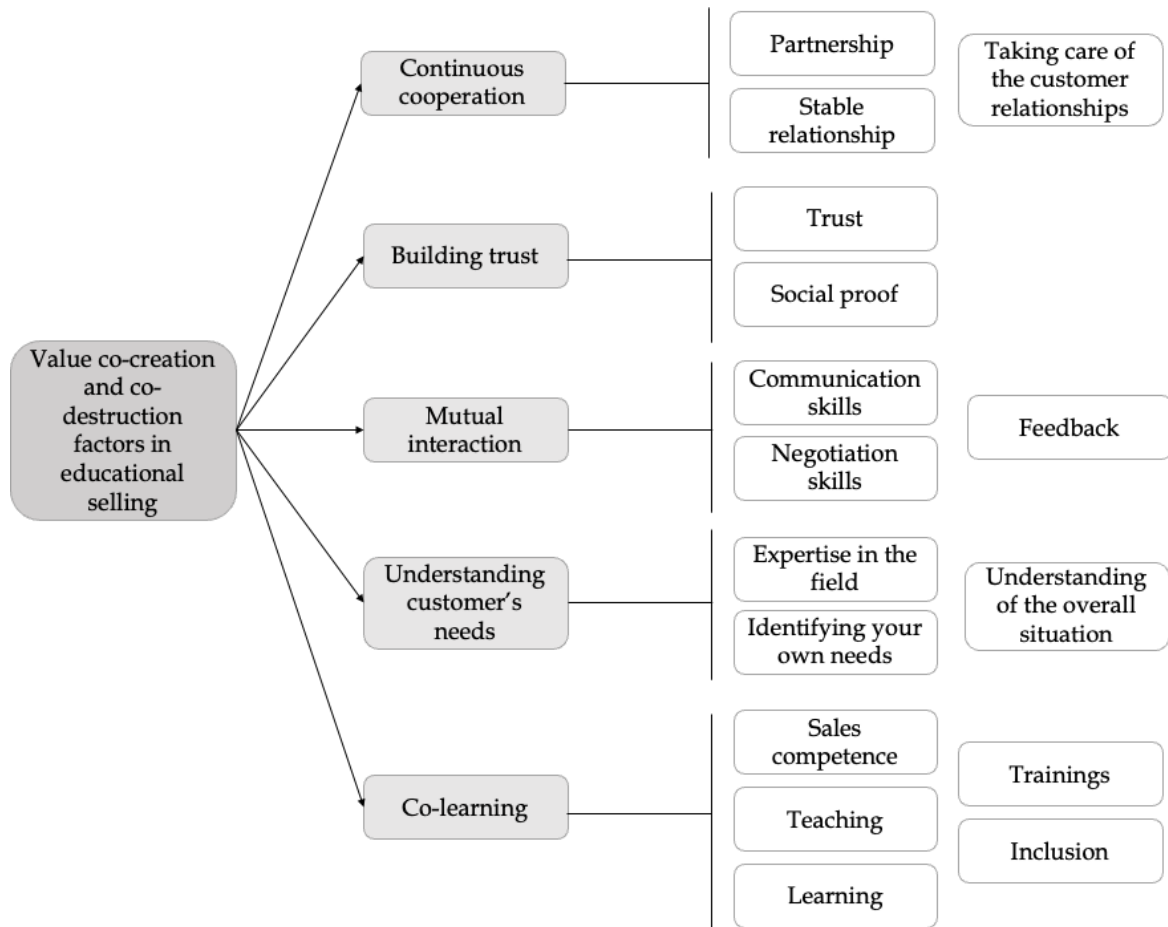 Value co-creation
and co-
destruction
factors in
educational
selling
Continuous
cooperation
Partnership
Stable
relationship
Taking care of
the customer
relationships
Building trust
Trust
Social proof
Mutual
interaction
Communication
skills
Negotiation
skills
Feedback
Understanding
customer’s
needs
Expertise in the
field
Identifying your
own needs
Understanding
of the overall
situation
Co-learning
Sales
competence
Teaching
Learning
Trainings
Inclusion